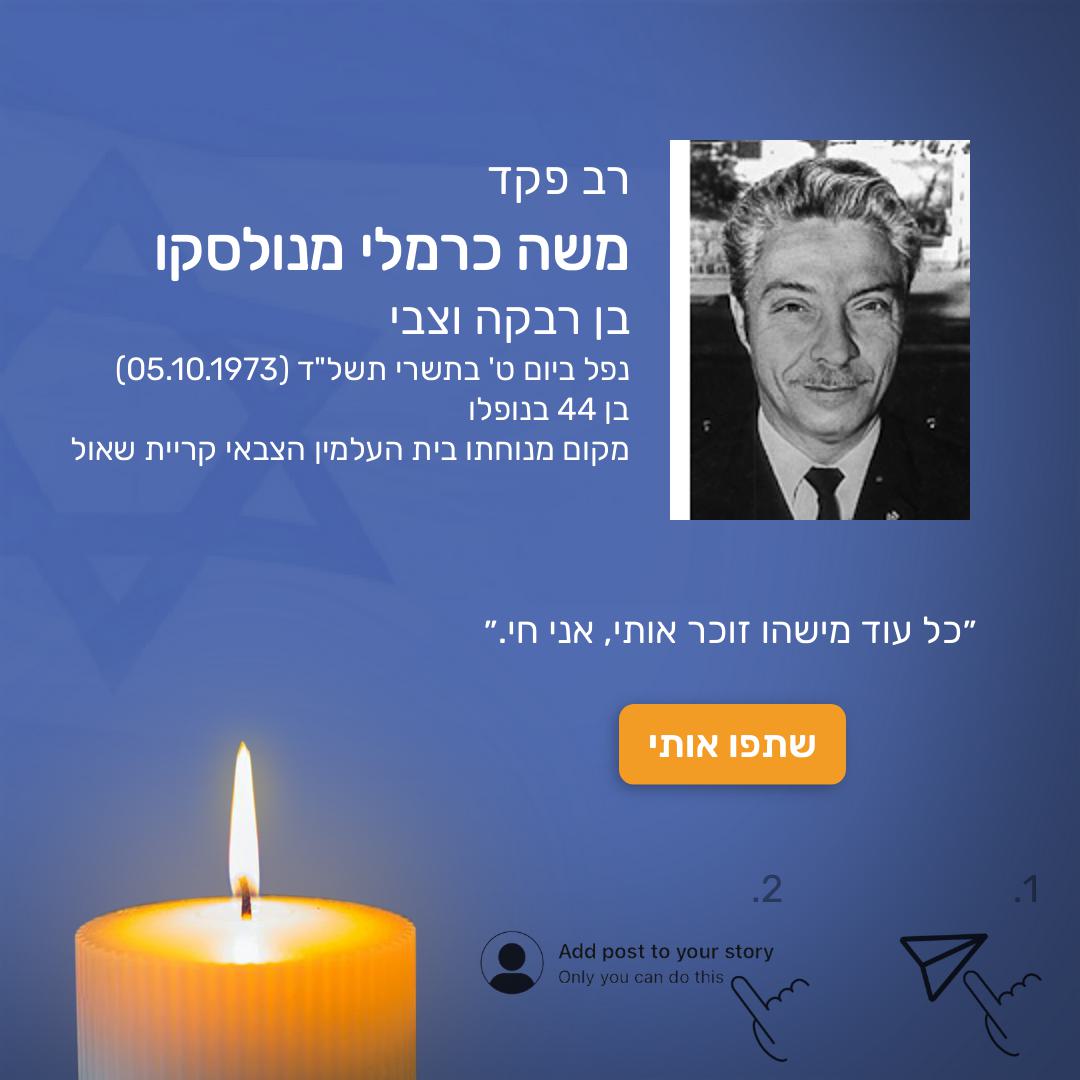 רב פקד
משה כרמלי מנולסקו
בן רבקה וצבי
נפל ביום ט' בתשרי תשל"ד (05.10.1973)
בן 44 בנופלו
מקום מנוחתו בית העלמין הצבאי קריית שאול
״כל עוד מישהו זוכר אותי, אני חי.״
שתפו אותי
.1
.2
Add post to your story
Only you can do this